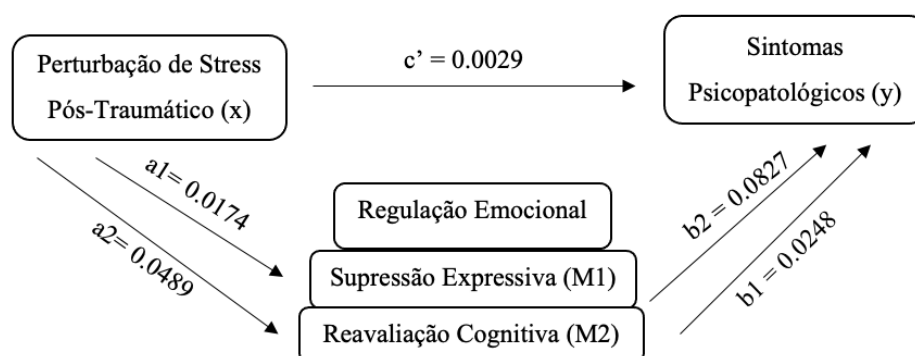 Perturbação de Stress
Pós-Traumático (x)
c’ = 0.0029
Sintomas
Psicopatológicos (y)
a1= 0.0174
a2= 0.0489
Regulação Emocional
Supressão Expressiva (M1)
Reavaliação Cognitiva (M2)
b2 = 0.0827
b1 = 0.0248